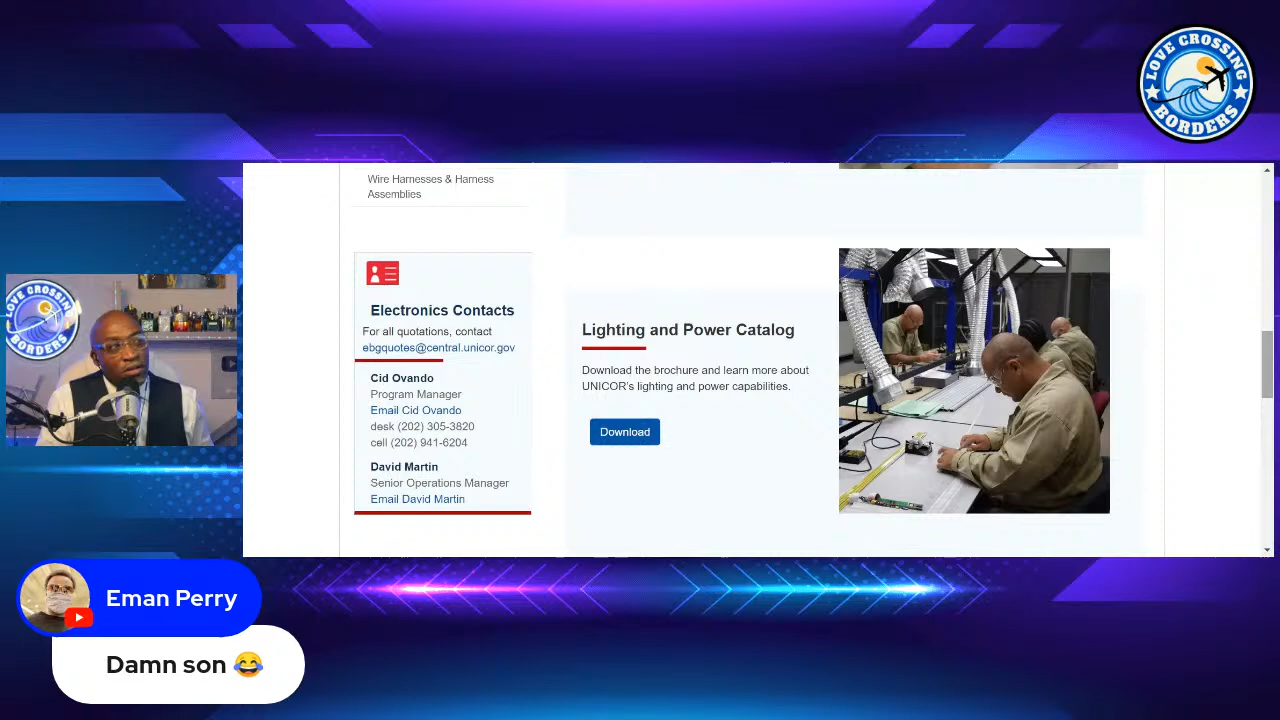 LOVE CROSSING BORDERS
Wire Harnesses & Harness
Assemblies
Electronics Contacts
For all quotations, contact
ebgquotes@central.unicor.gov
Cid Ovando
Program Manager
Email Cid Ovando
desk (202) 305-3820
cell (202) 941-6204
David Martin
Senior Operations Manager
Email David Martin
Lighting and Power Catalog
Download the brochure and learn more about
UNICOR's lighting and power capabilities.
Download
LOVE CROSSING BORDERS
Eman Perry
Damn son 😂